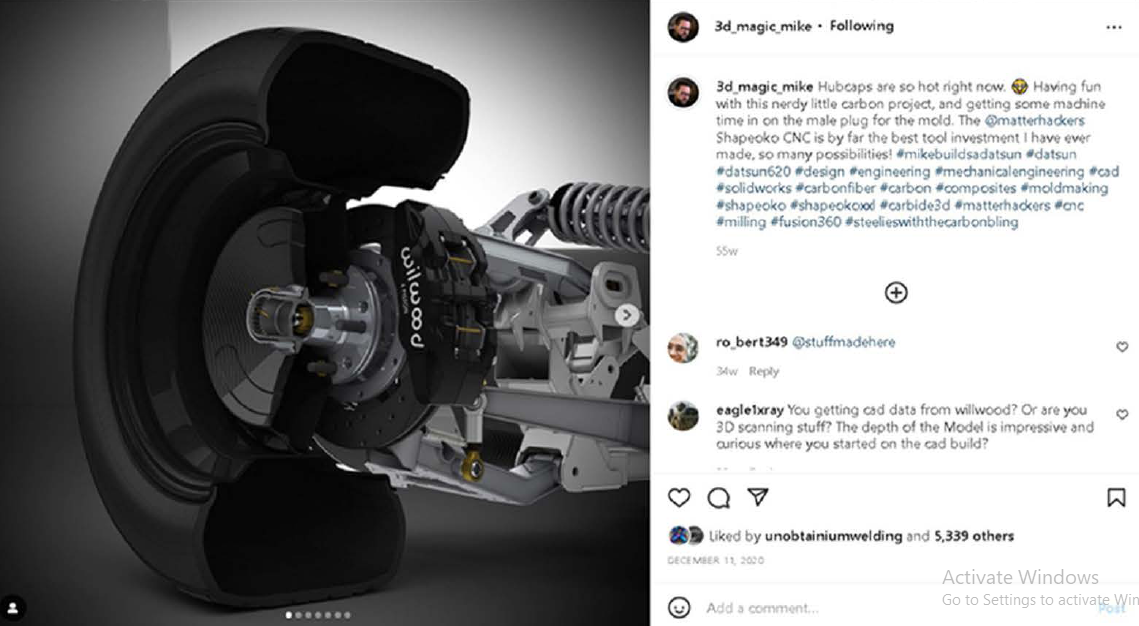 wilwood
3d_magic_mike • Following
3d_magic_mike Hubcaps are so hot right now. 😂 Having fun
with this nerdy little carbon project, and getting some machine
time in on the male plug for the mold. The @matterhackers
Shapeoko CNC is by far the best tool investment I have ever
made, so many possibilities! #mikebuildsadatsun #datsun
#datsun620 #design #engineering #mechanicalengineering #cad
#solidworks #carbonfiber #carbon #composites #moldmaking
#shapeoko #shapeokoxxl #carbide3d #matterhackers #cnc
#milling #fusion360 #steelieswiththecarbonbling
55w
ro_bert349 @stuffmadehere
34w Reply
eagle1xray You getting cad data from willwood? Or are you
3D scanning stuff? The depth of the Model is impressive and
curious where you started on the cad build?
Liked by unobtainiumwelding and 5,339 others
DECEMBER 11, 2020
Activate Windows
Go to Settings to activate Win
Add a comment...
Post